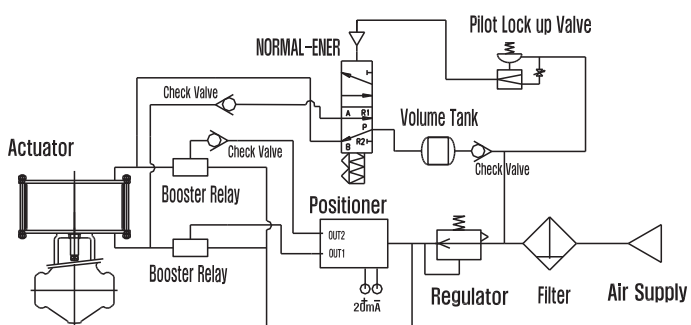 Pilot Lock up Valve
NORMAL-ENER
Check Valve
A R1
P
B R2
Volume Tank
Check Valve
Actuator
Check Valve
Booster Relay
Positioner
OUT2
OUT1
Booster Relay
+ −
20mA
Regulator
Filter
Air Supply